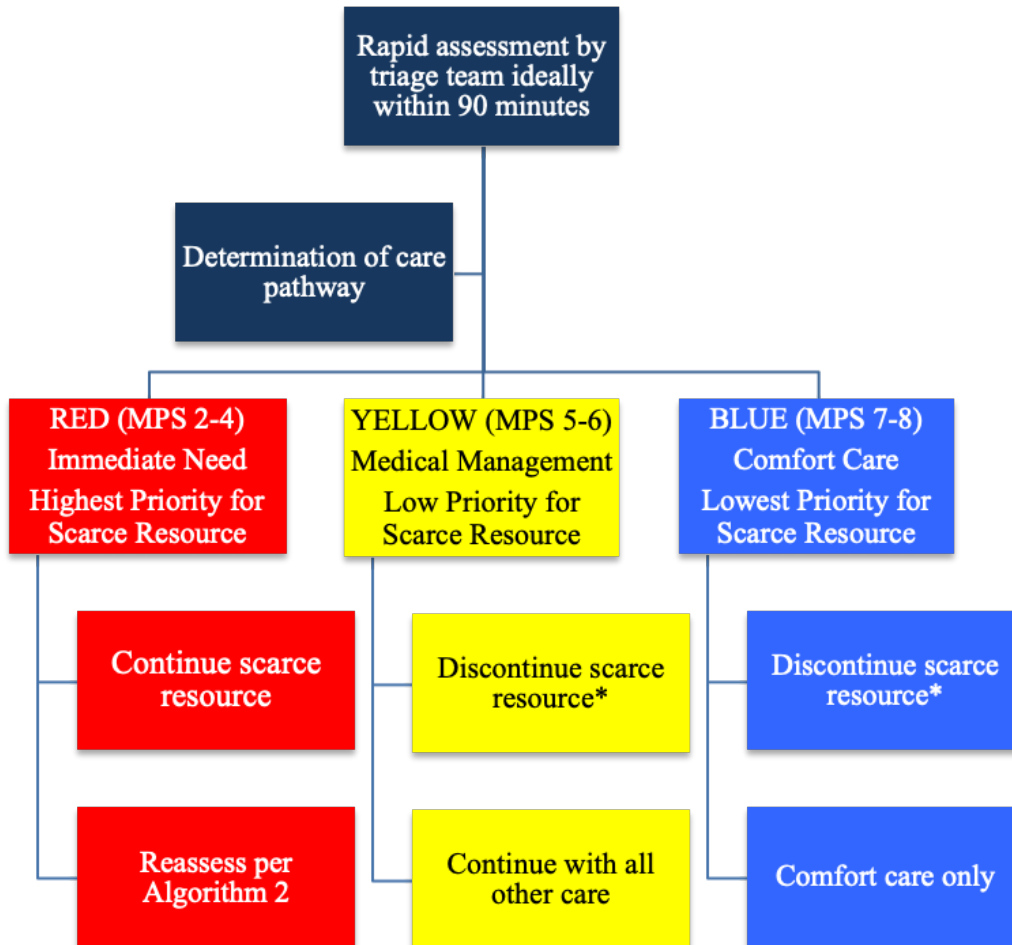 Rapid assessment by
triage team ideally
within 90 minutes
Determination of care
pathway
RED (MPS 2-4)
Immediate Need
Highest Priority for
Scarce Resource
YELLOW (MPS 5-6)
Medical Management
Low Priority for
Scarce Resource
BLUE (MPS 7-8)
Comfort Care
Lowest Priority for
Scarce Resource
Continue scarce
resource
Discontinue scarce
resource*
Discontinue scarce
resource*
Reassess per
Algorithm 2
Continue with all
other care
Comfort care only